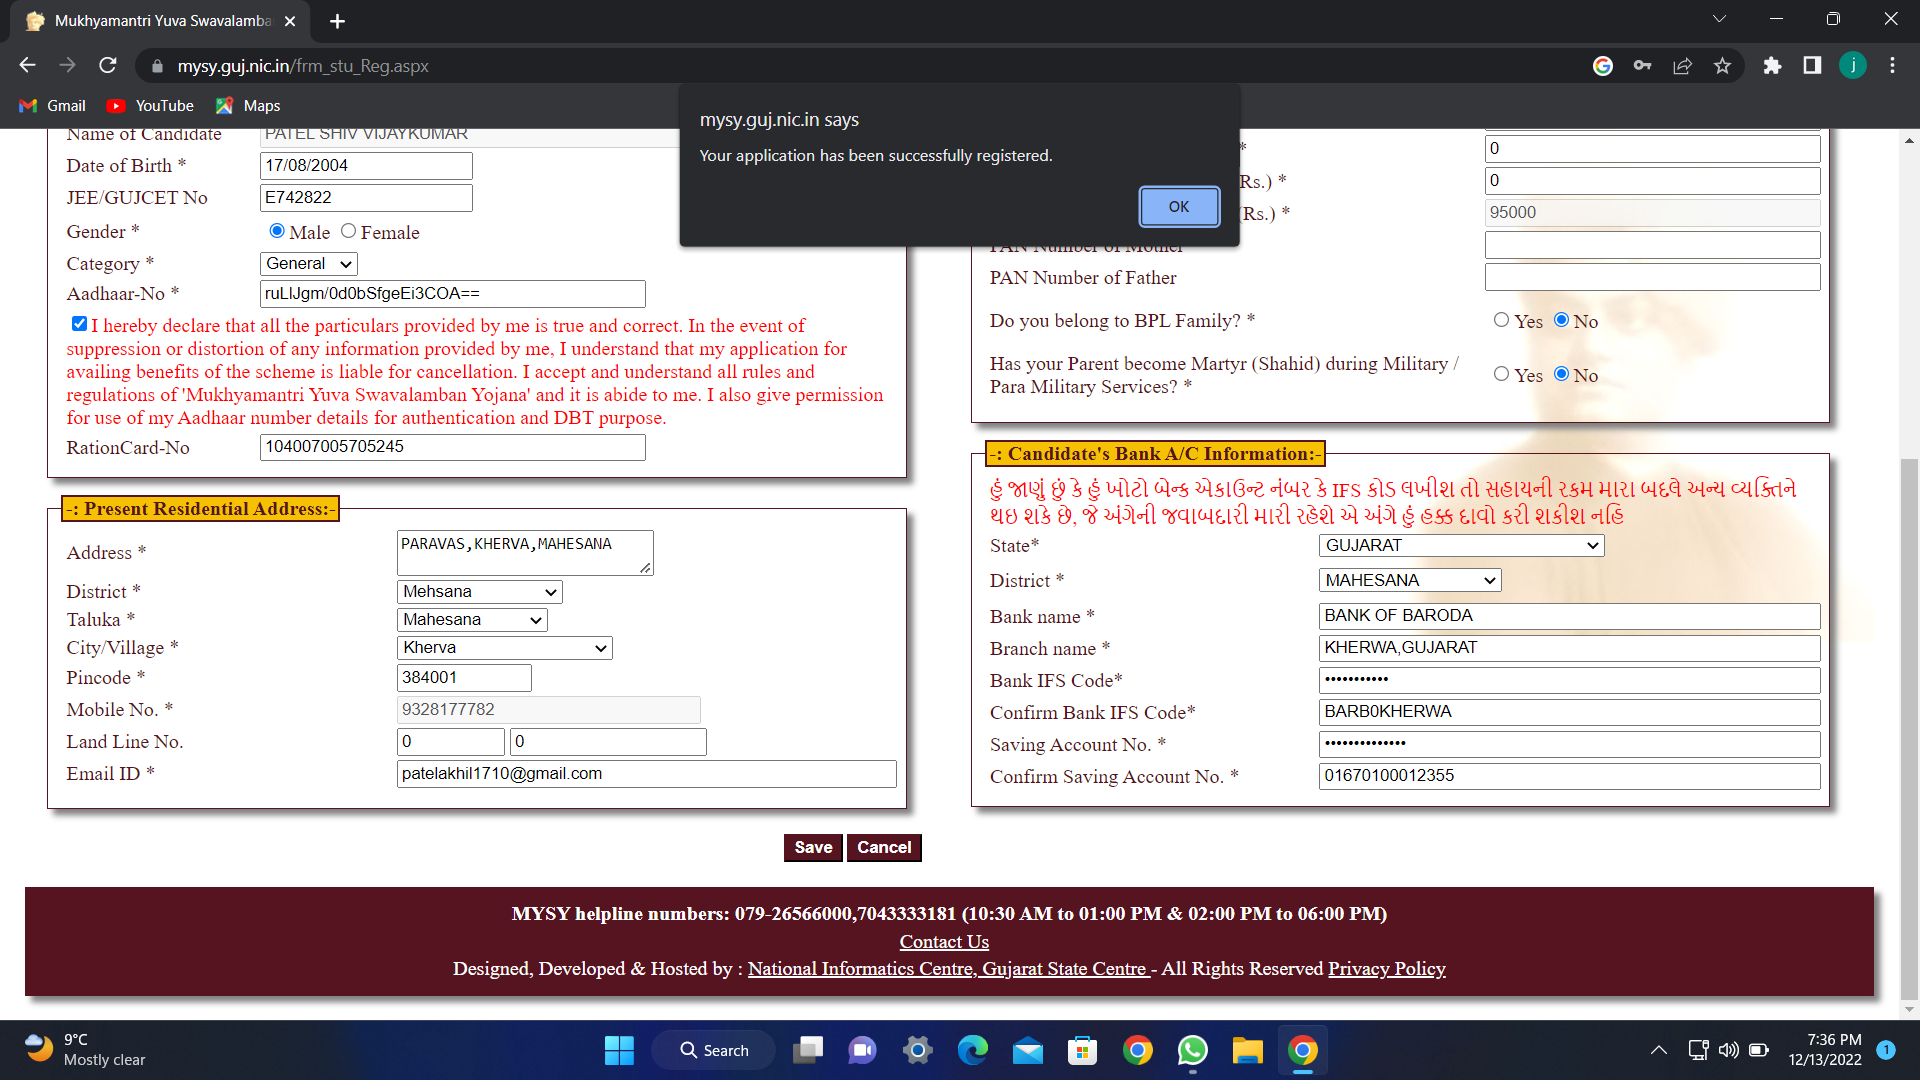 Mukhyamantri Yuva Swavalamba
mysy.guj.nic.in/frm_stu_Reg.aspx
j
Gmail
YouTube
Maps
mysy.guj.nic.in says
Your application has been successfully registered.
OK
Name of Candidate PATEL SHIV VIJAYKUMAR
Date of Birth * 17/08/2004
JEE/GUJCET No E742822
Gender * Male Female
Category * General
Aadhaar-No * ruLlJgm/0d0bSfgeEi3COA==
I hereby declare that all the particulars provided by me is true and correct. In the event of
suppression or distortion of any information provided by me, I understand that my application for
availing benefits of the scheme is liable for cancellation. I accept and understand all rules and
regulations of 'Mukhyamantri Yuva Swavalamban Yojana' and it is abide to me. I also give permission
for use of my Aadhaar number details for authentication and DBT purpose.
RationCard-No 104007005705245
-: Present Residential Address:-
Address * PARAVAS,KHERVA,MAHESANA
District * Mehsana
Taluka * Mahesana
City/Village * Kherva
Pincode * 384001
Mobile No. * 9328177782
Land Line No. 0 0
Email ID * patelakhil1710@gmail.com
* 0
Rs.) * 0
(Rs.) * 95000
PAN Number of Mother
PAN Number of Father
Do you belong to BPL Family? * Yes No
Has your Parent become Martyr (Shahid) during Military /
Para Military Services? * Yes No
-: Candidate's Bank A/C Information:-
હું જાણું છું કે હું ખોટો બેન્ક એકાઉન્ટ નંબર કે IFS કોડ લખીશ તો સહાયની રકમ મારા બદલે અન્ય વ્યક્તિને
થઇ શકે છે, જે અંગેની જવાબદારી મારી રહેશે એ અંગે હું હક્ક દાવો કરી શકીશ નહિ
State* GUJARAT
District * MAHESANA
Bank name * BANK OF BARODA
Branch name * KHERWA,GUJARAT
Bank IFS Code* •••••••••••
Confirm Bank IFS Code* BARB0KHERWA
Saving Account No. * ••••••••••••••
Confirm Saving Account No. * 01670100012355
Save Cancel
MYSY helpline numbers: 079-26566000,7043333181 (10:30 AM to 01:00 PM & 02:00 PM to 06:00 PM)
Contact Us
Designed, Developed & Hosted by : National Informatics Centre, Gujarat State Centre - All Rights Reserved Privacy Policy
9°C
Mostly clear
Search
7:36 PM
12/13/2022
1